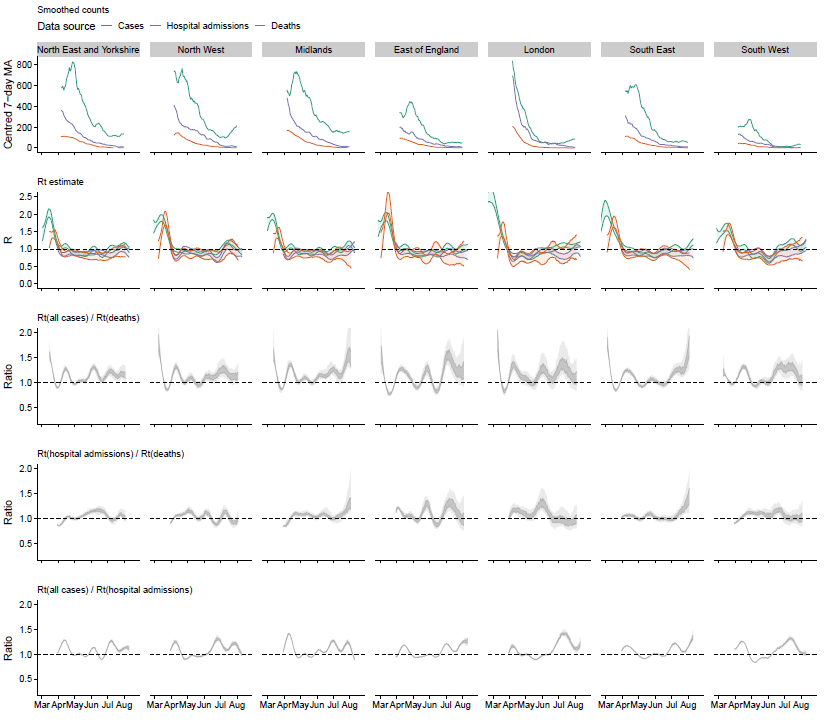 Smoothed counts
Data source Cases Hospital admissions Deaths
North East and Yorkshire North West Midlands East of England London South East South West
Centred 7−day MA
800
600
400
200
0
Rt estimate
R
2.5
2.0
1.5
1.0
0.5
0.0
Rt(all cases) / Rt(deaths)
Ratio
2.0
1.5
1.0
0.5
Rt(hospital admissions) / Rt(deaths)
Ratio
2.0
1.5
1.0
0.5
Rt(all cases) / Rt(hospital admissions)
Ratio
2.0
1.5
1.0
0.5
Mar Apr May Jun Jul Aug Mar Apr May Jun Jul Aug Mar Apr May Jun Jul Aug Mar Apr May Jun Jul Aug Mar Apr May Jun Jul Aug Mar Apr May Jun Jul Aug Mar Apr May Jun Jul Aug